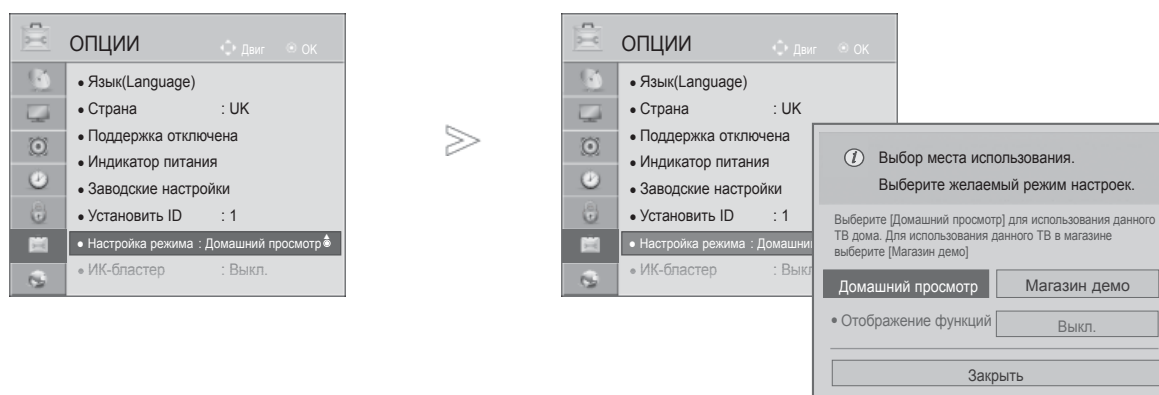 ОПЦИИ
Двиг OK
• Язык(Language)
• Страна : UK
• Поддержка отключена
• Индикатор питания
• Заводские настройки
• Установить ID : 1
• Настройка режима : Домашний просмотр
• ИК-бластер : Выкл.
ОПЦИИ
Двиг OK
• Язык(Language)
• Страна : UK
• Поддержка отключена
• Индикатор питания
• Заводские настройки
• Установить ID : 1
• Настройка режима : Домашни
• ИК-бластер : Выкл
Выбор места использования.
Выберите желаемый режим настроек.
Выберите [Домашний просмотр] для использования данного
ТВ дома. Для использования данного ТВ в магазине
выберите [Магазин демо]
Домашний просмотр Магазин демо
• Отображение функций Выкл.
Закрыть